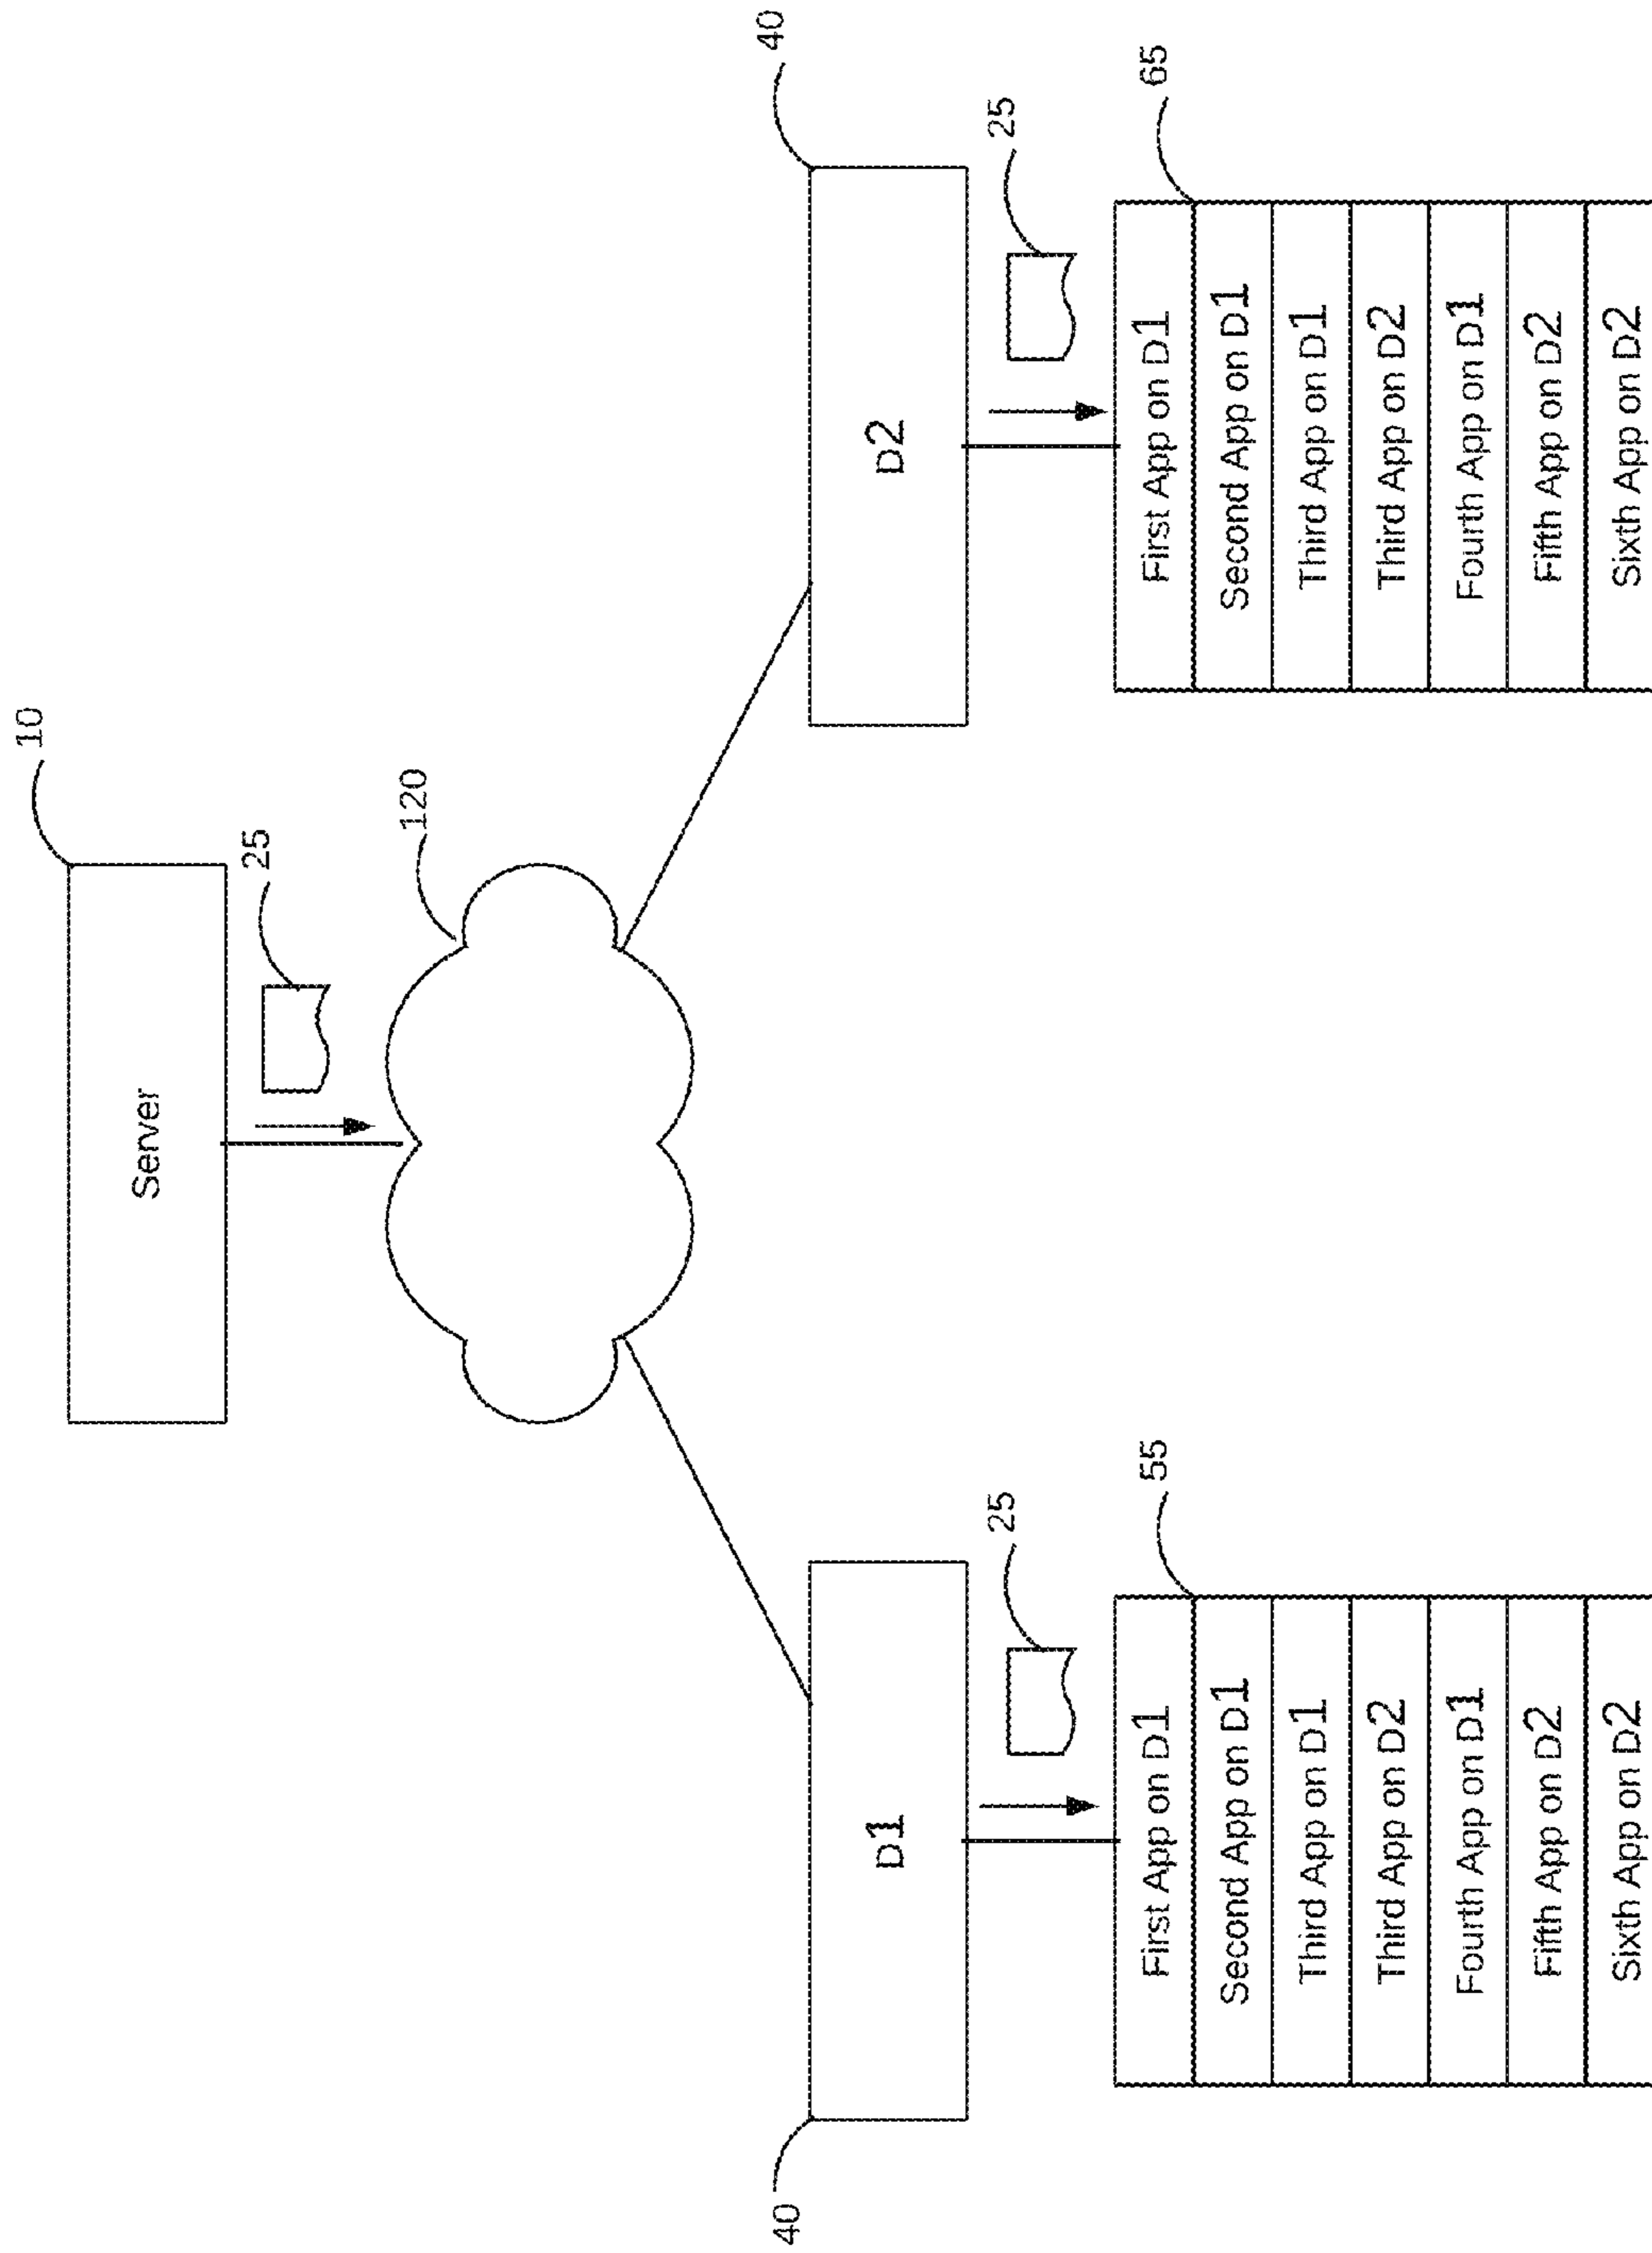 10
Server
25
120
40
D1
25
55
First App on D1
Second App on D1
Third App on D1
Third App on D2
Fourth App on D1
Fifth App on D2
Sixth App on D2
40
D2
25
65
First App on D1
Second App on D1
Third App on D1
Third App on D2
Fourth App on D1
Fifth App on D2
Sixth App on D2